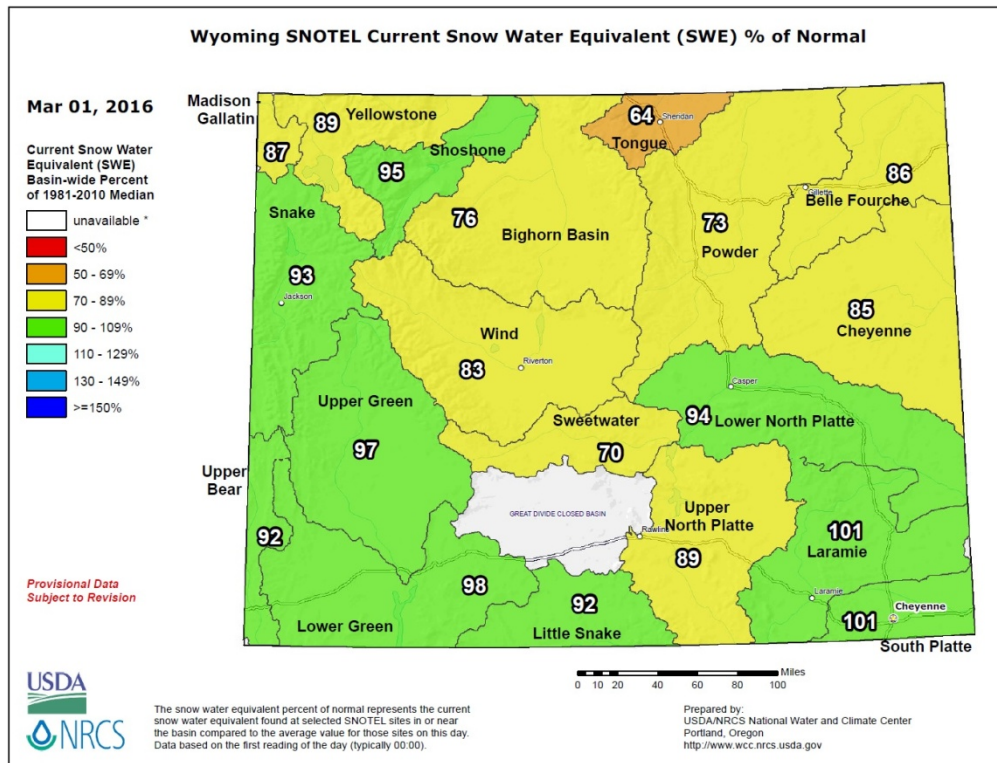 Wyoming SNOTEL Current Snow Water Equivalent (SWE) % of Normal
Mar 01, 2016
Current Snow Water
Equivalent (SWE)
Basin-wide Percent
of 1981-2010 Median
unavailable *
<50%
50 - 69%
70 - 89%
90 - 109%
110 - 129%
130 - 149%
>=150%
Provisional Data
Subject to Revision
Madison
Gallatin
89
Yellowstone
87
Shoshone
95
64
Sheridan
Tongue
86
Gillette
Belle Fourche
Snake
76
Bighorn Basin
73
Powder
93
Jackson
85
Cheyenne
Wind
83
Riverton
Casper
Upper Green
97
Sweetwater
70
94
Lower North Platte
Upper
Bear
92
GREAT DIVIDE CLOSED BASIN
Rawlins
Upper
North Platte
89
101
Laramie
Laramie
98
Lower Green
92
Little Snake
101
Cheyenne
South Platte
Miles
0 10 20 40 60 80 100
USDA
NRCS
The snow water equivalent percent of normal represents the current
snow water equivalent found at selected SNOTEL sites in or near
the basin compared to the average value for those sites on this day.
Data based on the first reading of the day (typically 00:00).
Prepared by:
USDA/NRCS National Water and Climate Center
Portland, Oregon
http://www.wcc.nrcs.usda.gov